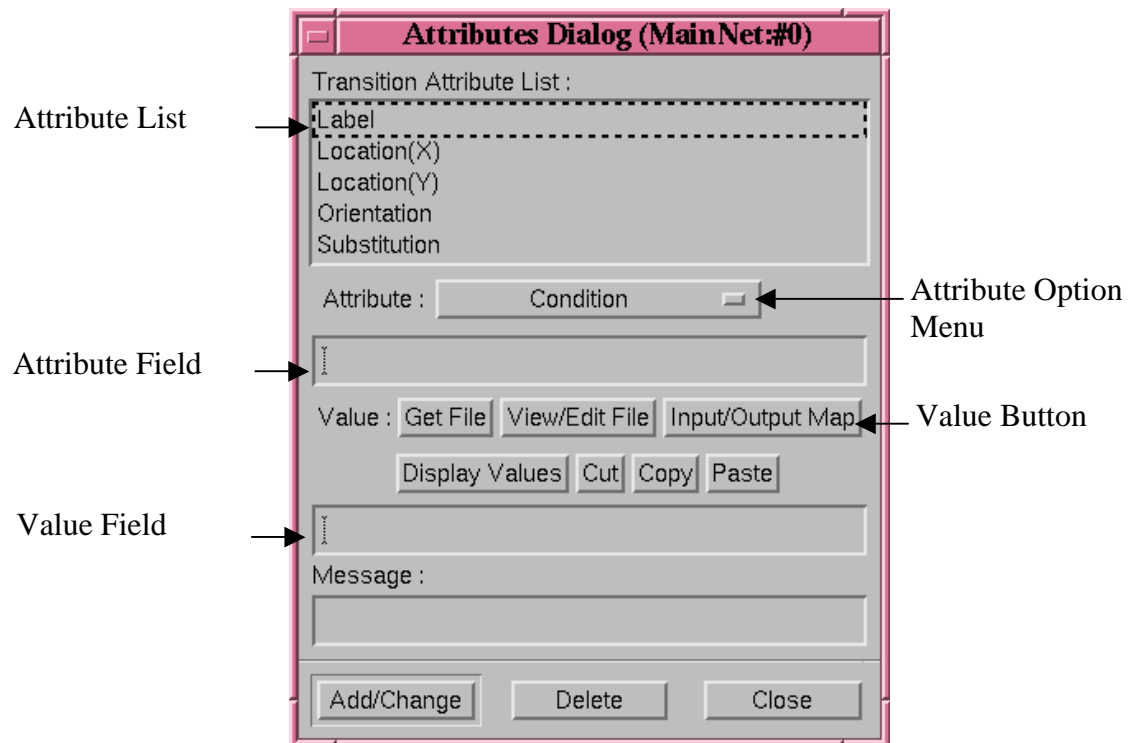 Attributes Dialog (MainNet:#0)
Transition Attribute List :
Attribute List
Label
Location(X)
Location(Y)
Orientation
Substitution
Attribute : Condition
Attribute Option
Menu
Attribute Field
Value : Get File View/Edit File Input/Output Map
Value Button
Display Values Cut Copy Paste
Value Field
Message :
Add/Change Delete Close